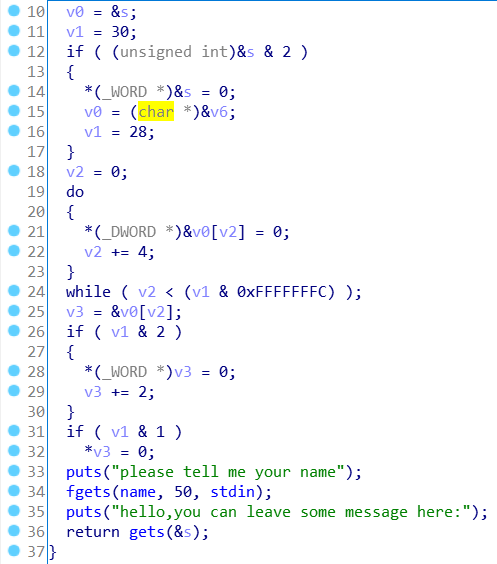 10 v0 = &s;
11 v1 = 30;
12 if ( (unsigned int)&s & 2 )
13 {
14 *(_WORD *)&s = 0;
15 v0 = (char *)&v6;
16 v1 = 28;
17 }
18 v2 = 0;
19 do
20 {
21 *(_DWORD *)&v0[v2] = 0;
22 v2 += 4;
23 }
24 while ( v2 < (v1 & 0xFFFFFFFC) );
25 v3 = &v0[v2];
26 if ( v1 & 2 )
27 {
28 *(_WORD *)v3 = 0;
29 v3 += 2;
30 }
31 if ( v1 & 1 )
32 *v3 = 0;
33 puts("please tell me your name");
34 fgets(name, 50, stdin);
35 puts("hello,you can leave some message here:");
36 return gets(&s);
37 }